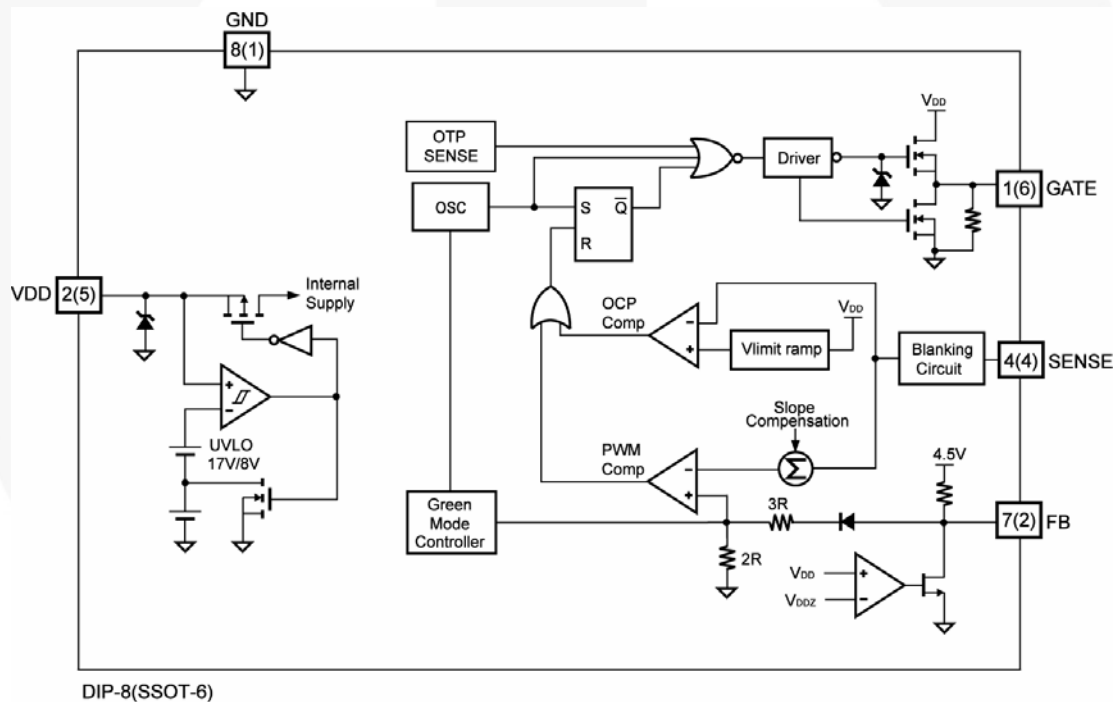 GND
8(1)
OTP
SENSE
OSC
S
Q
R
Driver
VDD
1(6)
GATE
VDD
2(5)
Internal
Supply
+
-
UVLO
17V/8V
OCP
Comp
-
+
VDD
Vlimit ramp
Blanking
Circuit
4(4)
SENSE
Slope
Compensation
Σ
PWM
Comp
-
+
4.5V
Green
Mode
Controller
3R
2R
7(2)
FB
VDD
+
VDDZ
-
DIP-8(SSOT-6)